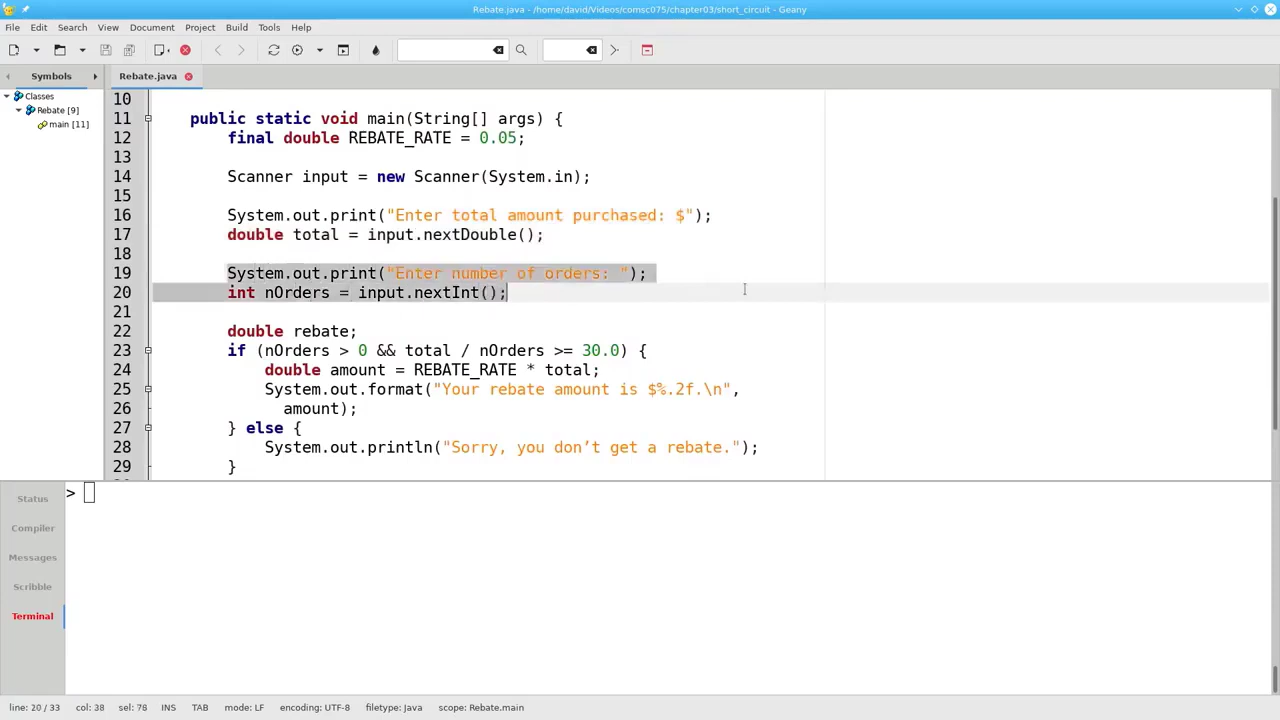 Rebate.java - /home/david/Videos/comsc075/chapter03/short_circuit - Geany
File Edit Search View Document Project Build Tools Help
Symbols
Rebate.java
Classes
Rebate [9]
main [11]
10
11 public static void main(String[] args) {
12 final double REBATE_RATE = 0.05;
13
14 Scanner input = new Scanner(System.in);
15
16 System.out.print("Enter total amount purchased: $");
17 double total = input.nextDouble();
18
19 System.out.print("Enter number of orders: ");
20 int nOrders = input.nextInt();
21
22 double rebate;
23 if (nOrders > 0 && total / nOrders >= 30.0) {
24 double amount = REBATE_RATE * total;
25 System.out.format("Your rebate amount is $%.2f.\n",
26 amount);
27 } else {
28 System.out.println("Sorry, you don’t get a rebate.");
29 }
Status
Compiler
Messages
Scribble
Terminal
>
line: 20 / 33 col: 38 sel: 78 INS TAB mode: LF encoding: UTF-8 filetype: Java scope: Rebate.main